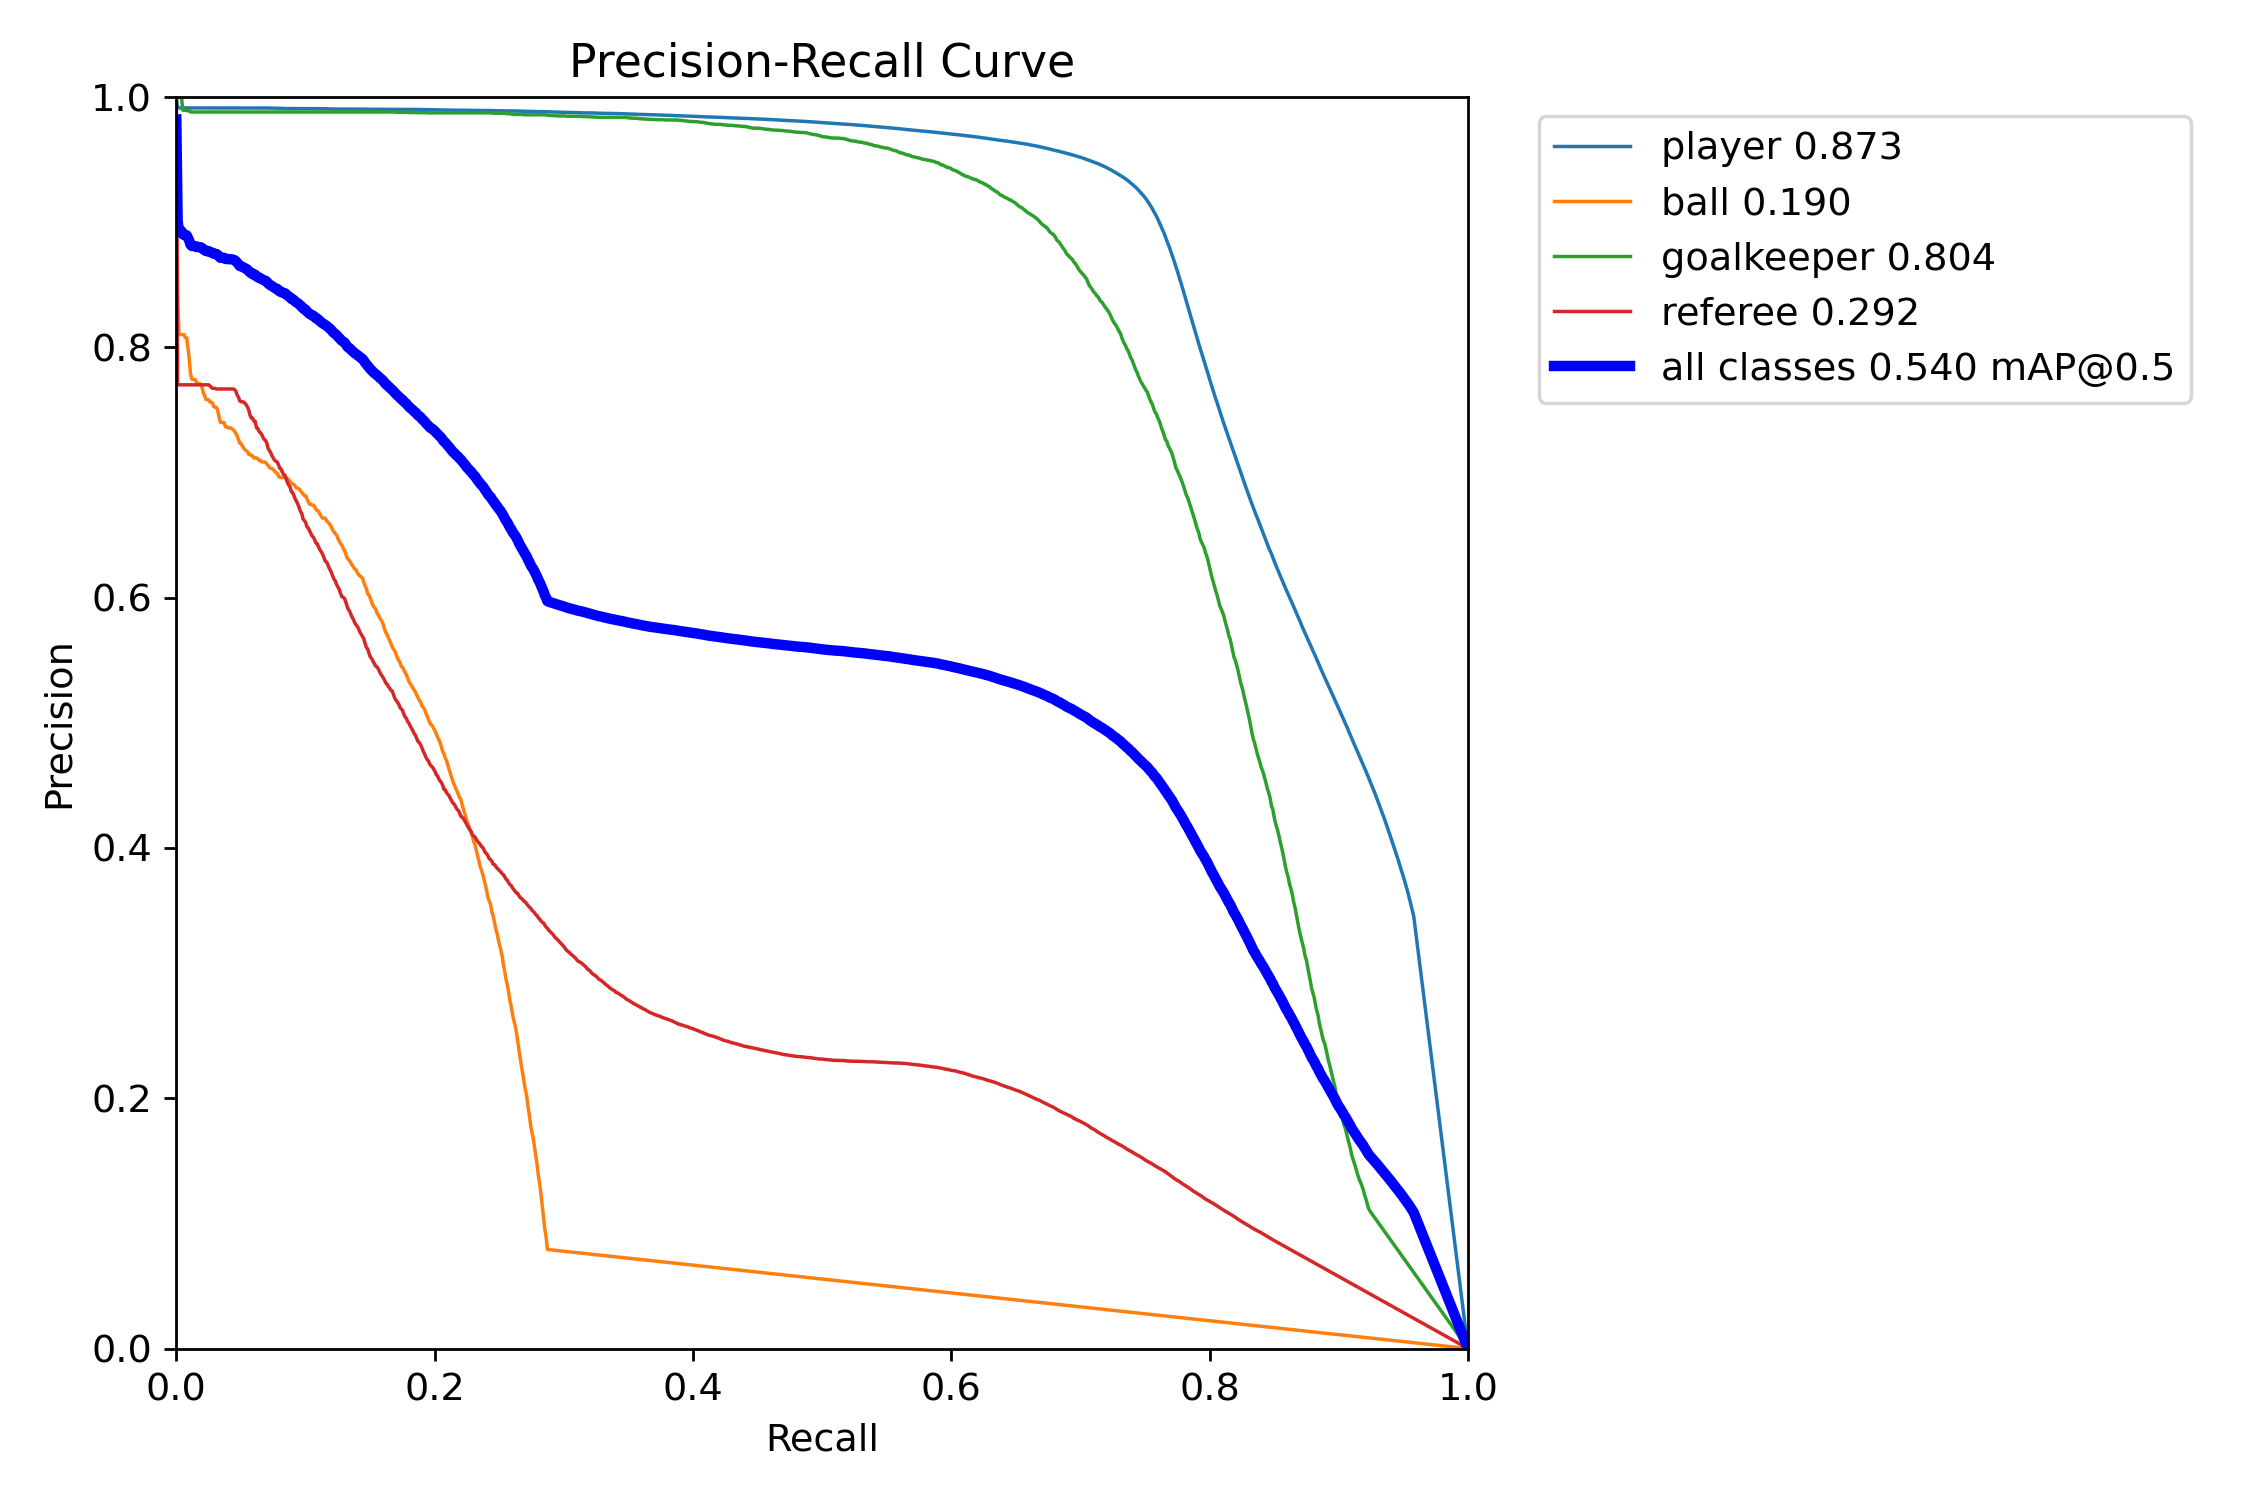 Precision-Recall Curve
1.0
0.8
0.6
0.4
0.2
0.0
Precision
0.0 0.2 0.4 0.6 0.8 1.0
Recall
player 0.873
ball 0.190
goalkeeper 0.804
referee 0.292
all classes 0.540 mAP@0.5